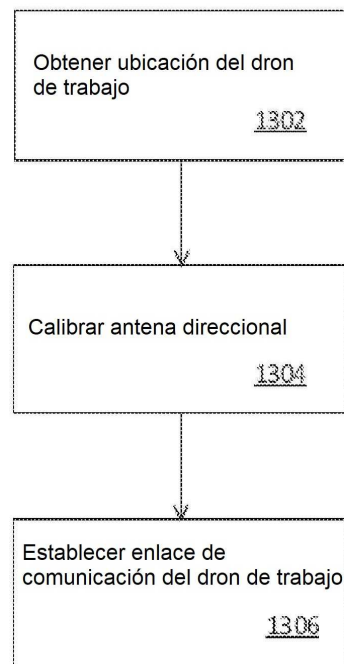 Obtener ubicación del dron
de trabajo
1302
Calibrar antena direccional
1304
Establecer enlace de
comunicación del dron de trabajo
1306